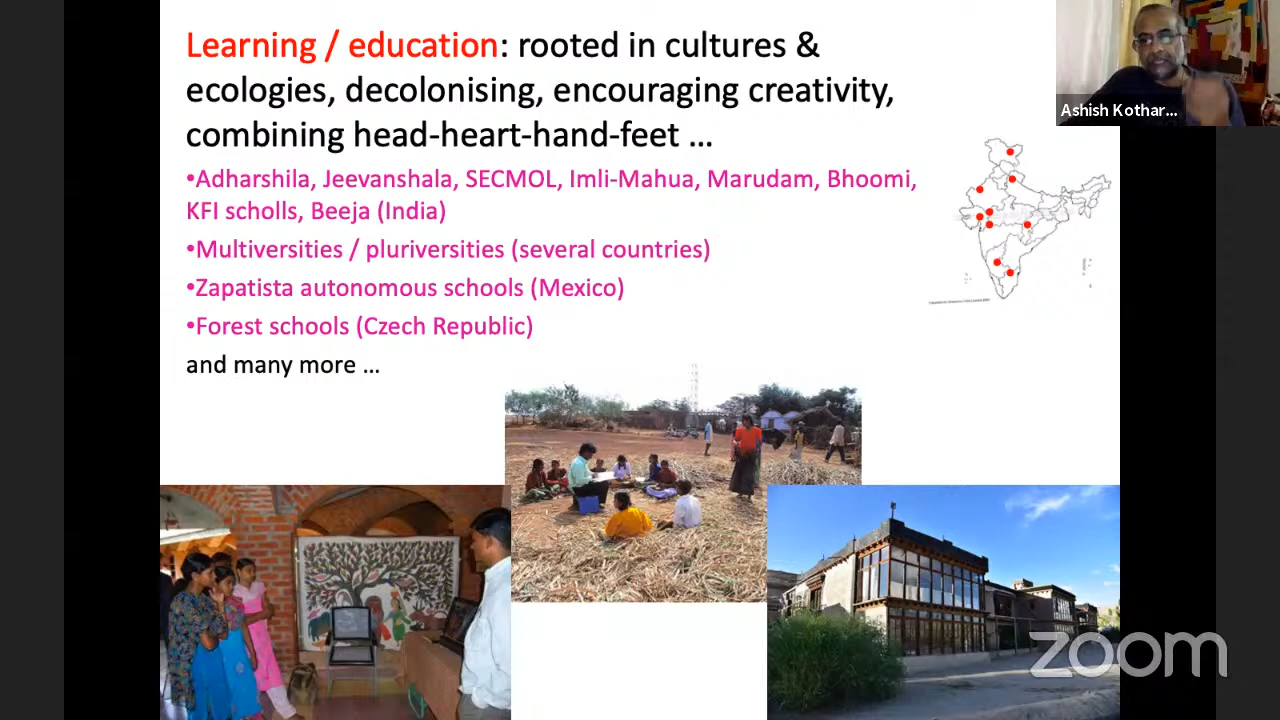 Learning / education: rooted in cultures &
ecologies, decolonising, encouraging creativity,
combining head-heart-hand-feet ...
•Adharshila, Jeevanshala, SECMOL, Imli-Mahua, Marudam, Bhoomi,
KFI scholls, Beeja (India)
•Multiversities / pluriversities (several countries)
•Zapatista autonomous schools (Mexico)
•Forest schools (Czech Republic)
and many more ...
Ashish Kothar...
zoom